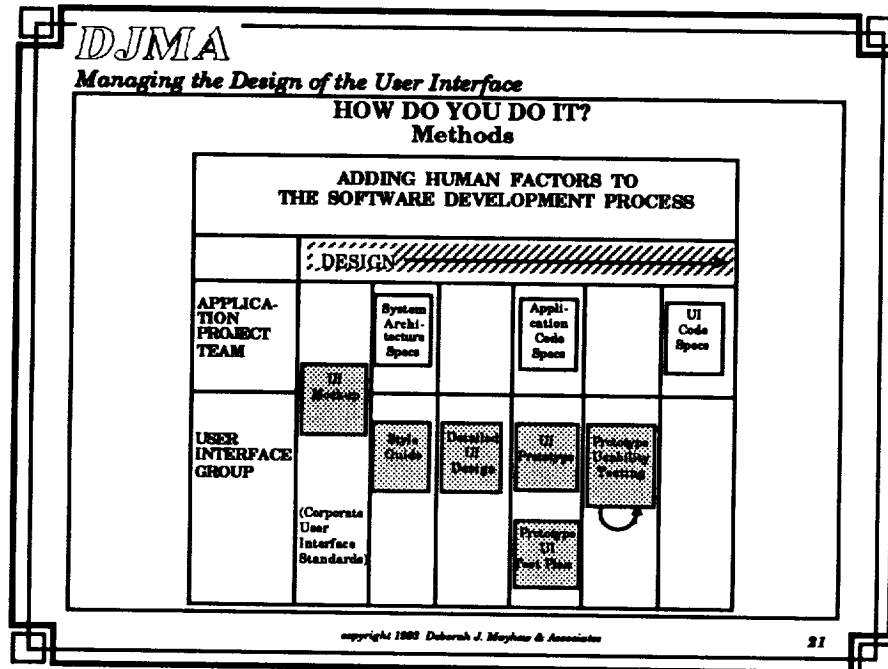 DJMA
Managing the Design of the User Interface
HOW DO YOU DO IT?
Methods
ADDING HUMAN FACTORS TO
THE SOFTWARE DEVELOPMENT PROCESS
DESIGN
APPLICA-
TION
PROJECT
TEAM
System
Archi-
tecture
Specs
Appli-
cation
Code
Specs
UI
Code
Specs
UI
Mockup
USER
INTERFACE
GROUP
Style
Guide
Detailed
UI
Design
UI
Prototype
Prototype
Usability
Testing
(Corporate
User
Interface
Standards)
Prototype
UI
Test Plan
copyright 1993 Deborah J. Mayhew & Associates
21